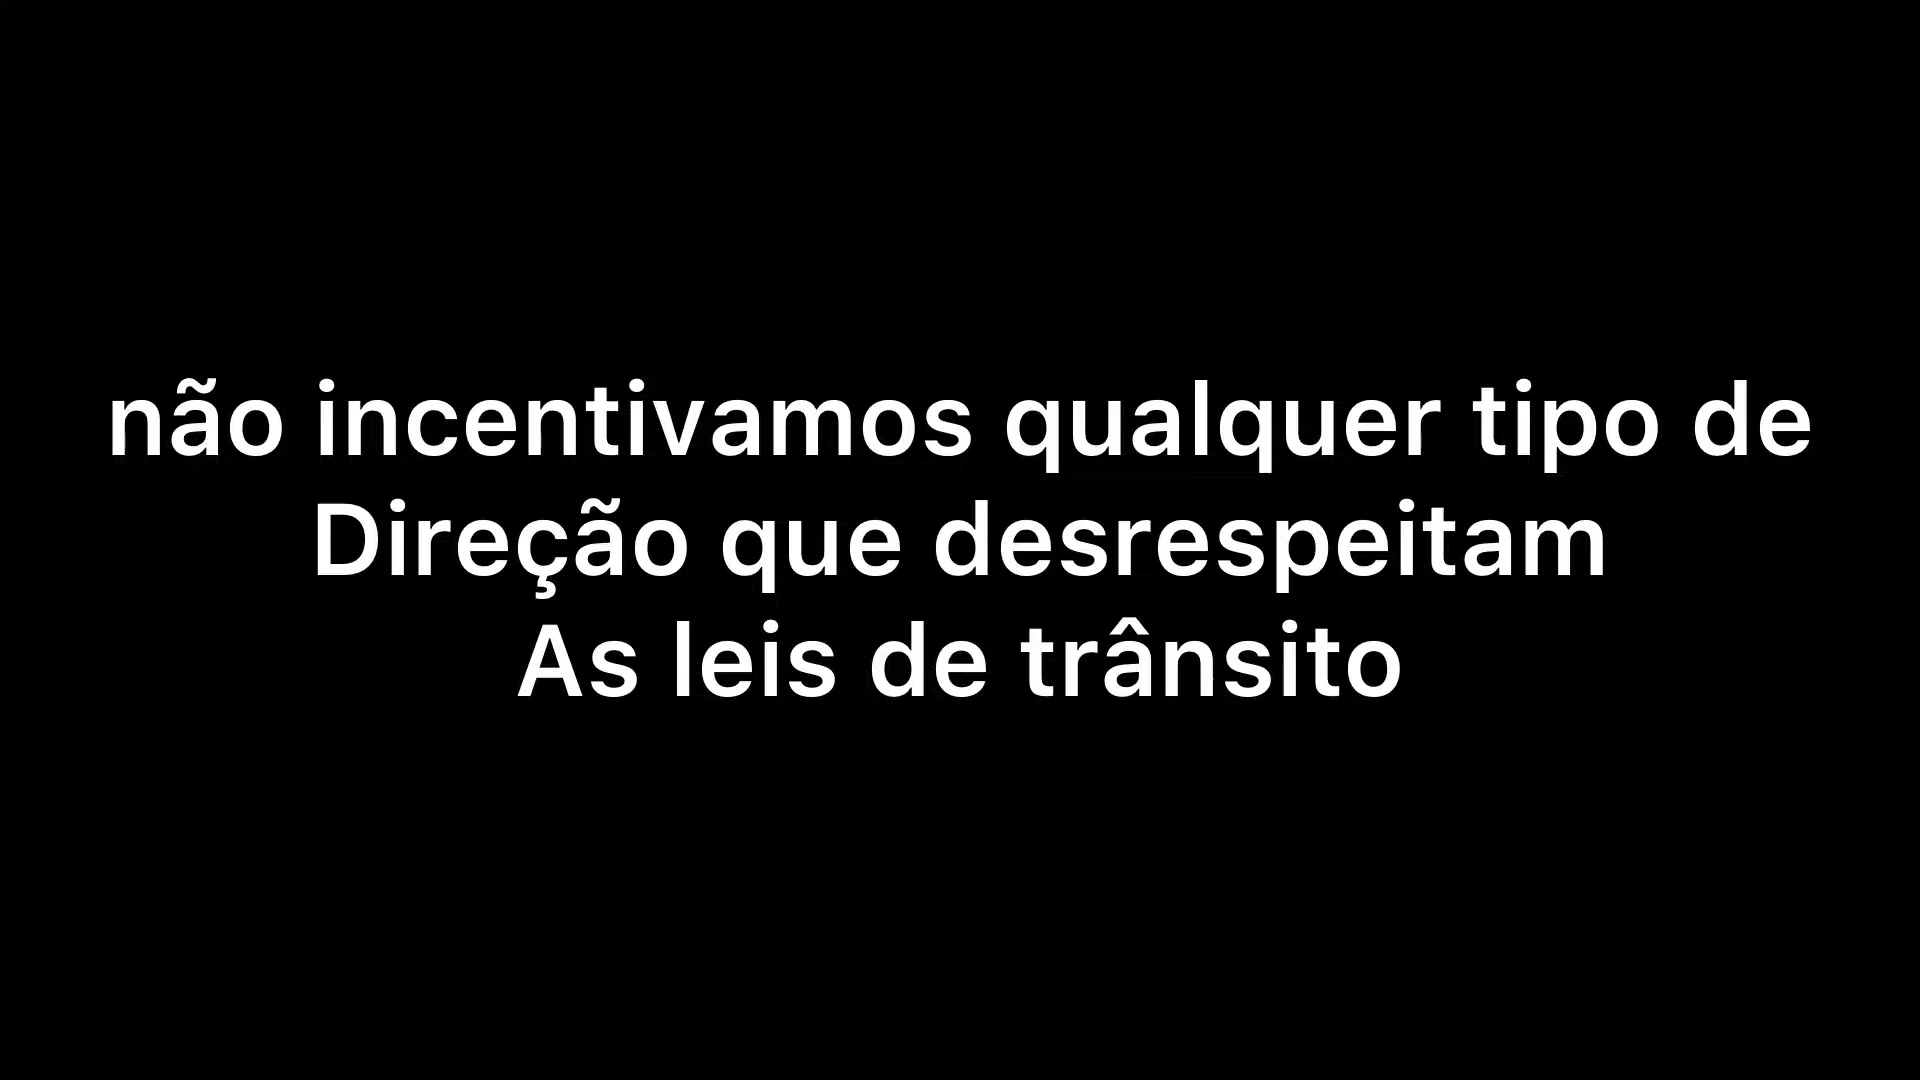 não incentivamos qualquer tipo de
Direção que desrespeitam
As leis de trânsito